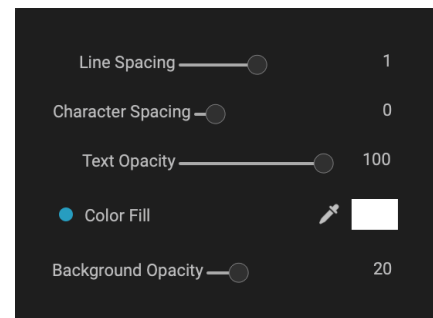 Line Spacing 1
Character Spacing 0
Text Opacity 100
Color Fill
Background Opacity 20